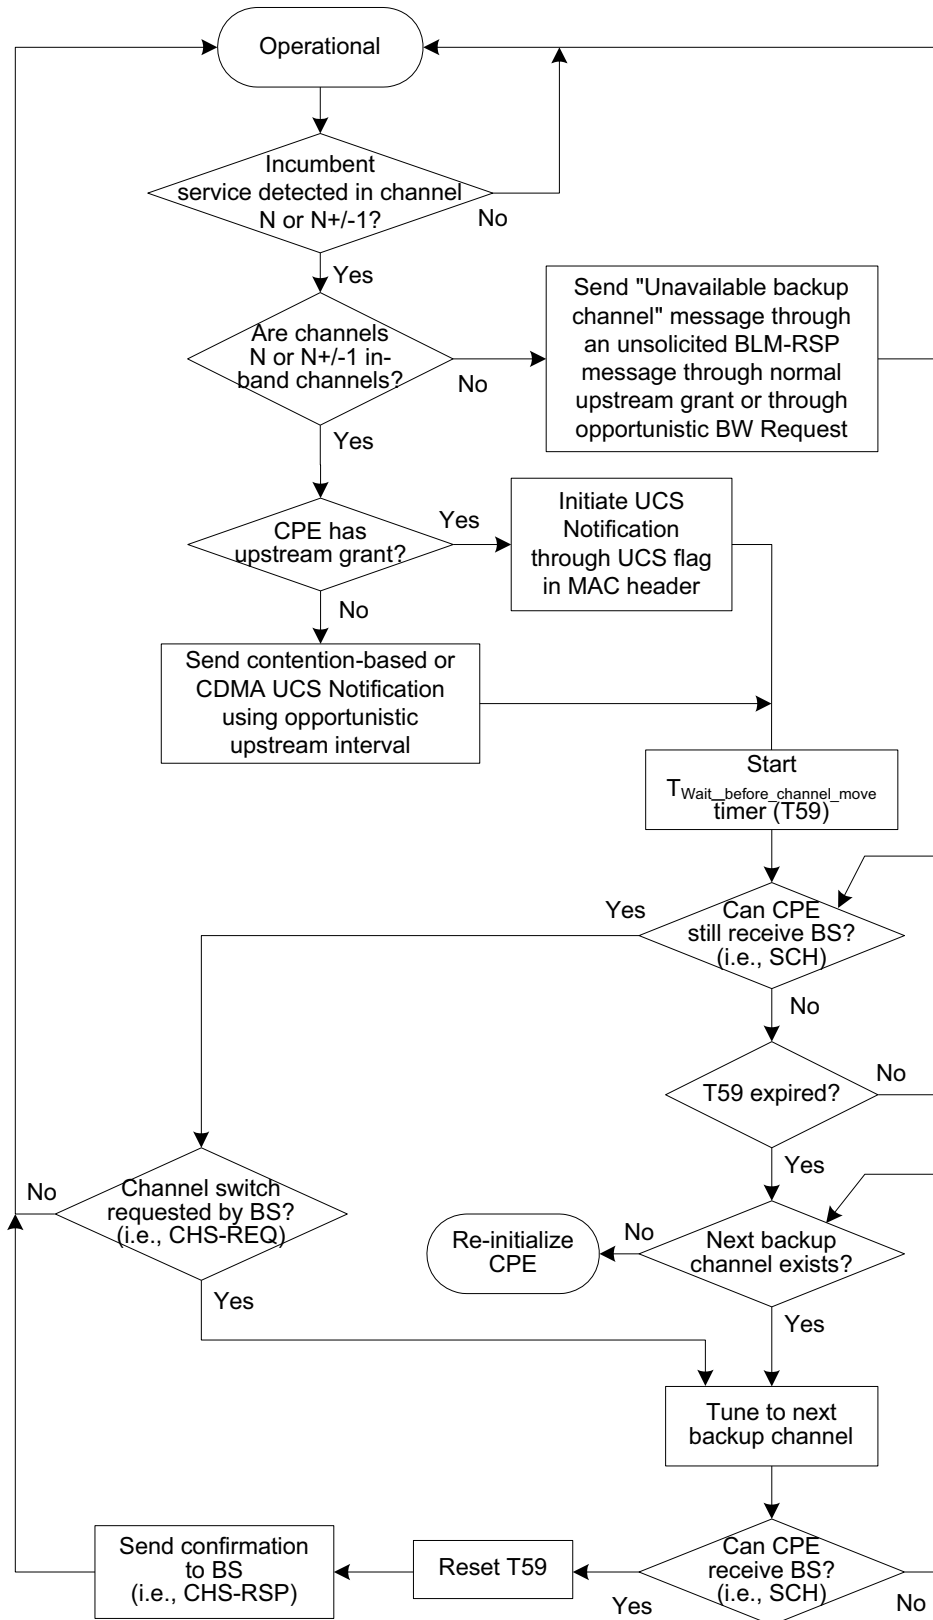 Operational
Incumbent
service detected in channel
N or N+/-1?
No
Yes
Are channels
N or N+/-1 in-
band channels?
No
Send "Unavailable backup
channel" message through
an unsolicited BLM-RSP
message through normal
upstream grant or through
opportunistic BW Request
Yes
CPE has
upstream grant?
Yes
Initiate UCS
Notification
through UCS flag
in MAC header
No
Send contention-based or
CDMA UCS Notification
using opportunistic
upstream interval
Start
TWait_before_channel_move
timer (T59)
Can CPE
still receive BS?
(i.e., SCH)
Yes
No
T59 expired?
No
Yes
Channel switch
requested by BS?
(i.e., CHS-REQ)
No
Yes
Next backup
channel exists?
No
Re-initialize
CPE
Yes
Tune to next
backup channel
Can CPE
receive BS?
(i.e., SCH)
Yes
No
Reset T59
Send confirmation
to BS
(i.e., CHS-RSP)